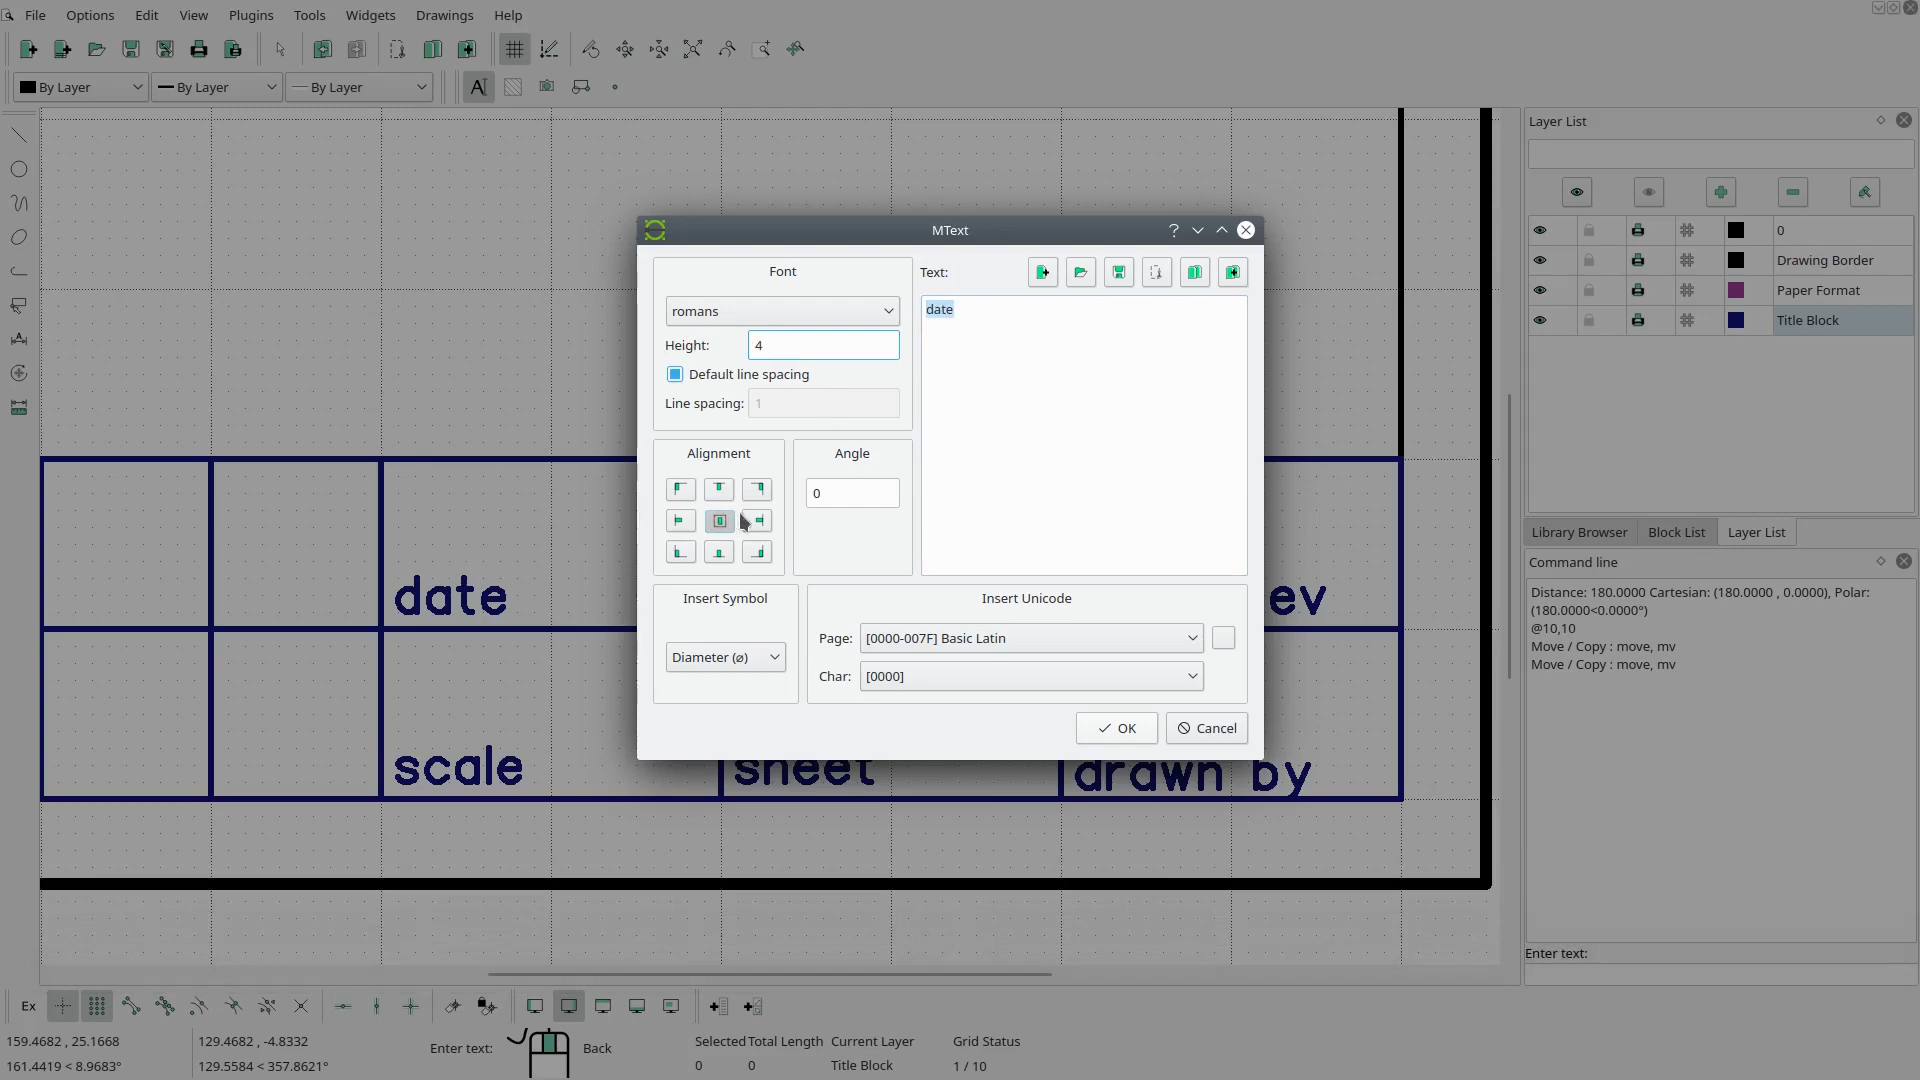 File Options Edit View Plugins Tools Widgets Drawings Help
By Layer By Layer By Layer A
Layer List
0
Drawing Border
Paper Format
Title Block
MText
Font
romans
Height: 4
Default line spacing
Line spacing: 1
Text:
date
Alignment
Angle
0
Insert Symbol
Diameter (⌀)
Insert Unicode
Page: [0000-007F] Basic Latin
Char: [0000]
OK Cancel
date
ev
scale
sheet
drawn by
Library Browser Block List Layer List
Command line
Distance: 180.0000 Cartesian: (180.0000 , 0.0000), Polar:
(180.0000<0.0000°)
@10,10
Move / Copy : move, mv
Move / Copy : move, mv
Enter text:
Ex
159.4682 , 25.1668
161.4419 < 8.9683°
129.4682 , -4.8332
129.5584 < 357.8621°
Enter text:
Back
Selected Total Length Current Layer Grid Status
0 0 Title Block 1 / 10